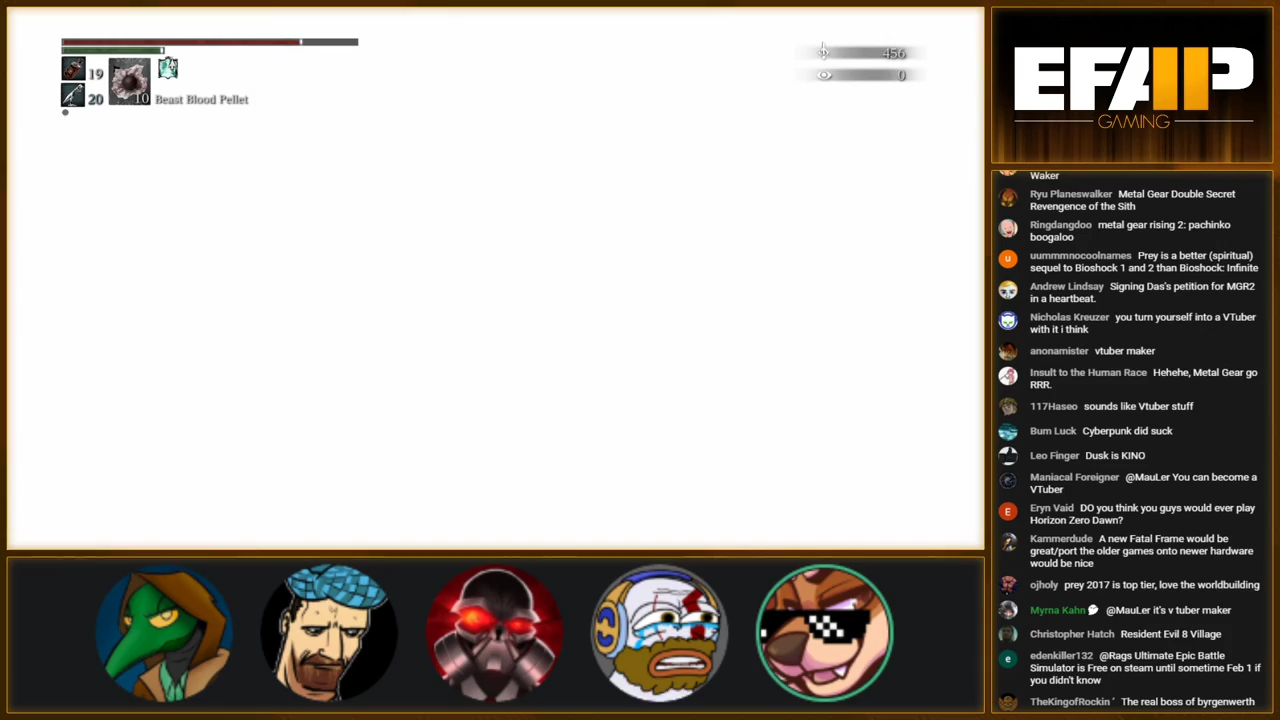 456
0
19
20
10 Beast Blood Pellet
EFAP
GAMING
Waker
Ryu Planeswalker Metal Gear Double Secret
Revengence of the Sith
Ringdangdoo metal gear rising 2: pachinko
boogaloo
uummmnocoolnames Prey is a better (spiritual)
sequel to Bioshock 1 and 2 than Bioshock: Infinite
Andrew Lindsay Signing Das's petition for MGR2
in a heartbeat.
Nicholas Kreuzer you turn yourself into a VTuber
with it i think
anonamister vtuber maker
Insult to the Human Race Hehehe, Metal Gear go
RRR.
117Haseo sounds like Vtuber stuff
Bum Luck Cyberpunk did suck
Leo Finger Dusk is KINO
Maniacal Foreigner @MauLer You can become a
VTuber
Eryn Vaid DO you think you guys would ever play
Horizon Zero Dawn?
Kammerdude A new Fatal Frame would be
great/port the older games onto newer hardware
would be nice
ojholy prey 2017 is top tier, love the worldbuilding
Myrna Kahn @MauLer it's v tuber maker
Christopher Hatch Resident Evil 8 Village
edenkiller132 @Rags Ultimate Epic Battle
Simulator is Free on steam until sometime Feb 1 if
you didn't know
TheKingofRockin ' The real boss of byrgenwerth